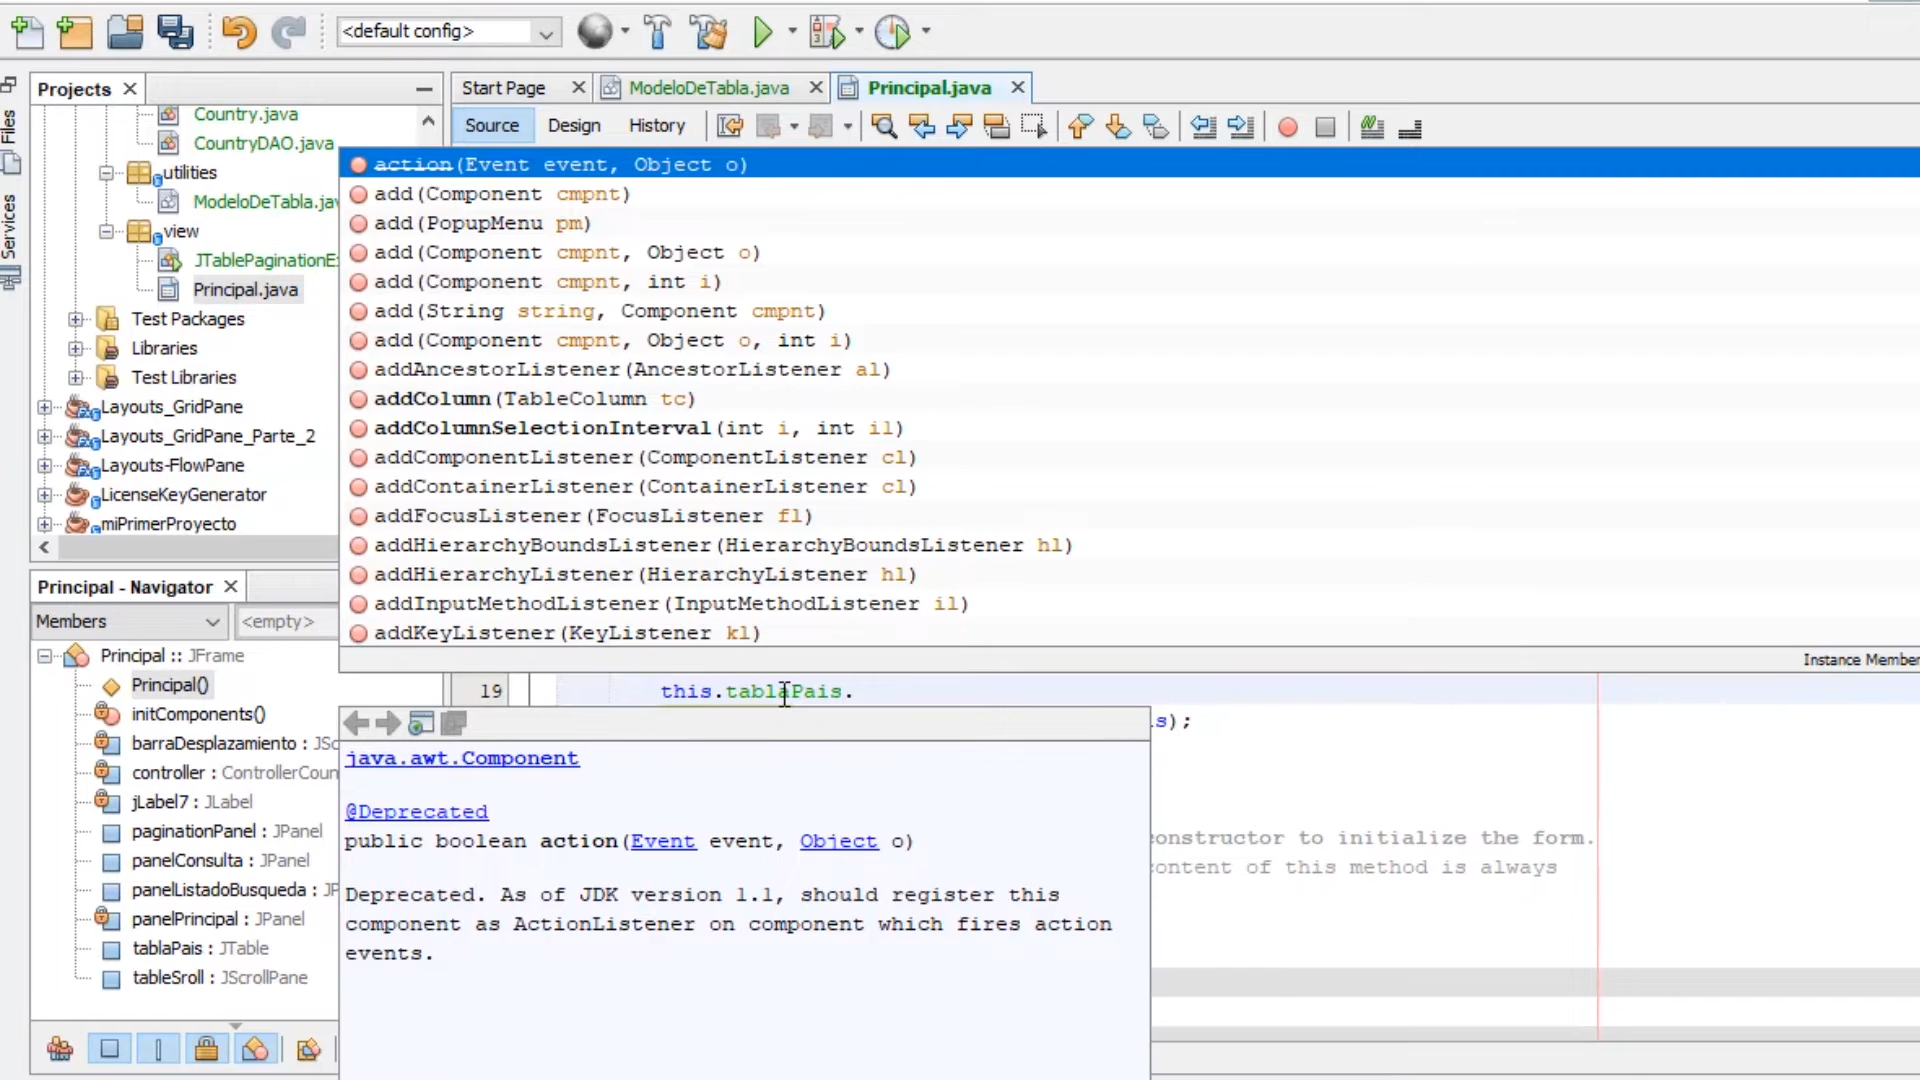 <default config>
Projects
Start Page
ModeloDeTabla.java
Principal.java
Source
Design
History
Files
Services
Country.java
CountryDAO.java
utilities
ModeloDeTabla.jav
view
JTablePaginationEx
Principal.java
Test Packages
Libraries
Test Libraries
Layouts_GridPane
Layouts_GridPane_Parte_2
Layouts-FlowPane
LicenseKeyGenerator
miPrimerProyecto
action(Event event, Object o)
add(Component cmpnt)
add(PopupMenu pm)
add(Component cmpnt, Object o)
add(Component cmpnt, int i)
add(String string, Component cmpnt)
add(Component cmpnt, Object o, int i)
addAncestorListener(AncestorListener al)
addColumn(TableColumn tc)
addColumnSelectionInterval(int i, int i1)
addComponentListener(ComponentListener cl)
addContainerListener(ContainerListener cl)
addFocusListener(FocusListener fl)
addHierarchyBoundsListener(HierarchyBoundsListener hl)
addHierarchyListener(HierarchyListener hl)
addInputMethodListener(InputMethodListener il)
addKeyListener(KeyListener kl)
Instance Member
Principal - Navigator
Members
<empty>
Principal :: JFrame
Principal()
initComponents()
barraDesplazamiento : JSc
controller : ControllerCoun
jLabel7 : JLabel
paginationPanel : JPanel
panelConsulta : JPanel
panelListadoBusqueda : JP
panelPrincipal : JPanel
tablaPais : JTable
tableSroll : JScrollPane
19
this.tablaPais.
s);
constructor to initialize the form.
content of this method is always
java.awt.Component
@Deprecated
public boolean action(Event event, Object o)
Deprecated. As of JDK version 1.1, should register this
component as ActionListener on component which fires action
events.